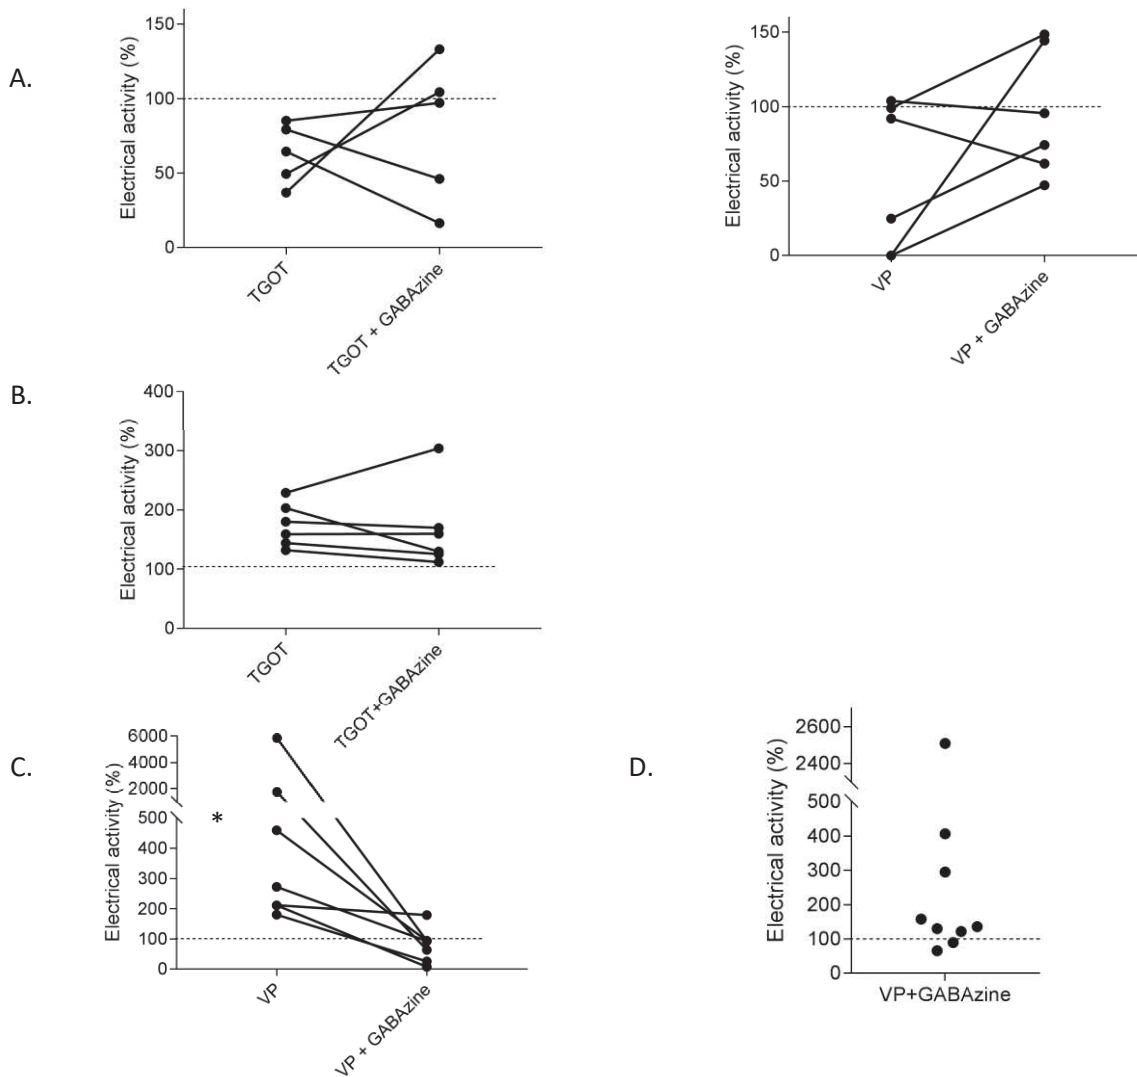 A.
Electrical activity (%)
150
100
50
0
TGOT
TGOT + GABAzine
Electrical activity (%)
150
100
50
0
VP
VP + GABAzine
B.
Electrical activity (%)
400
300
200
100
0
TGOT
TGOT+GABAzine
C.
Electrical activity (%)
6000
4000
2000
500
400
300
200
100
0
*
VP
VP + GABAzine
D.
Electrical activity (%)
2600
2400
500
400
300
200
100
0
VP+GABAzine